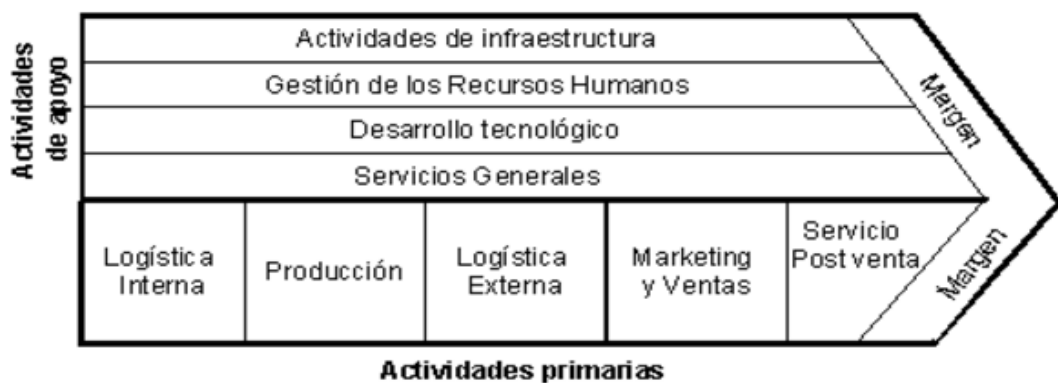 Actividades
de apoyo
Actividades de infraestructura
Gestión de los Recursos Humanos
Desarrollo tecnológico
Servicios Generales
Margen
Logística
Interna
Producción
Logística
Externa
Marketing
y Ventas
Servicio
Post venta
Margen
Actividades primarias